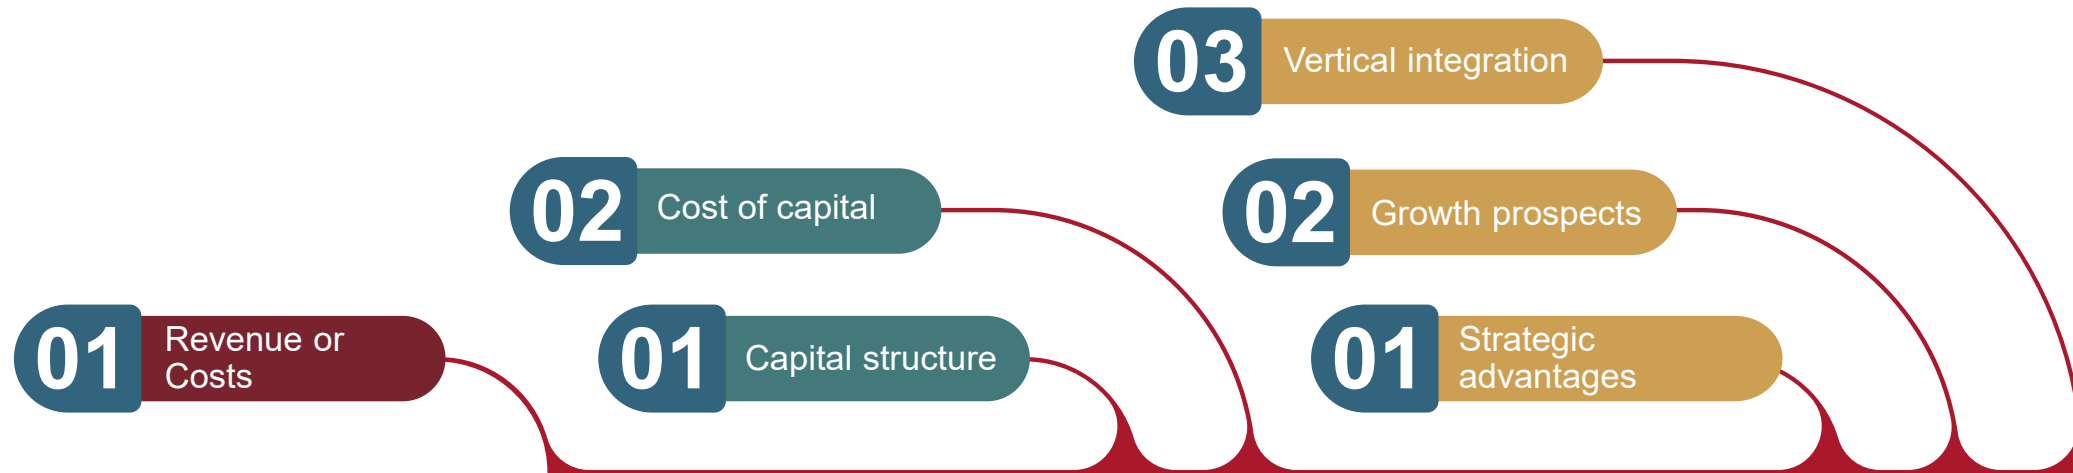 01
Revenue or
Costs
02
Cost of capital
01
Capital structure
03
Vertical integration
02
Growth prospects
01
Strategic
advantages